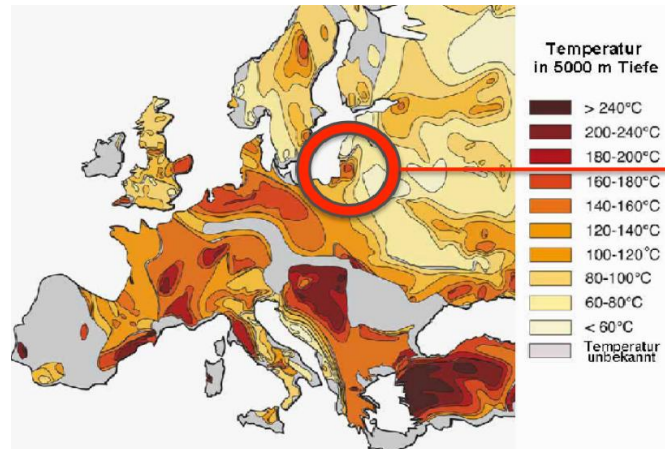 Temperatur
in 5000 m Tiefe
> 240°C
200-240°C
180-200°C
160-180°C
140-160°C
120-140°C
100-120°C
80-100°C
60-80°C
< 60°C
Temperatur
unbekannt